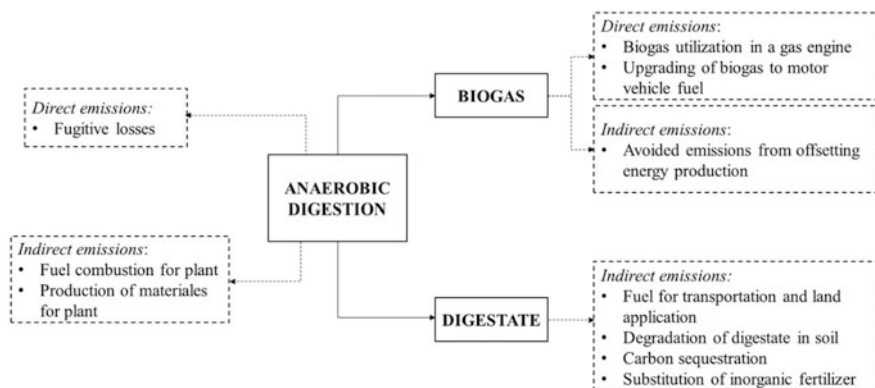 Direct emissions:
• Fugitive losses
Indirect emissions:
• Fuel combustion for plant
• Production of materiales
for plant
ANAEROBIC
DIGESTION
BIOGAS
DIGESTATE
Direct emissions:
• Biogas utilization in a gas engine
• Upgrading of biogas to motor
vehicle fuel
Indirect emissions:
• Avoided emissions from offsetting
energy production
Indirect emissions:
• Fuel for transportation and land
application
• Degradation of digestate in soil
• Carbon sequestration
• Substitution of inorganic fertilizer